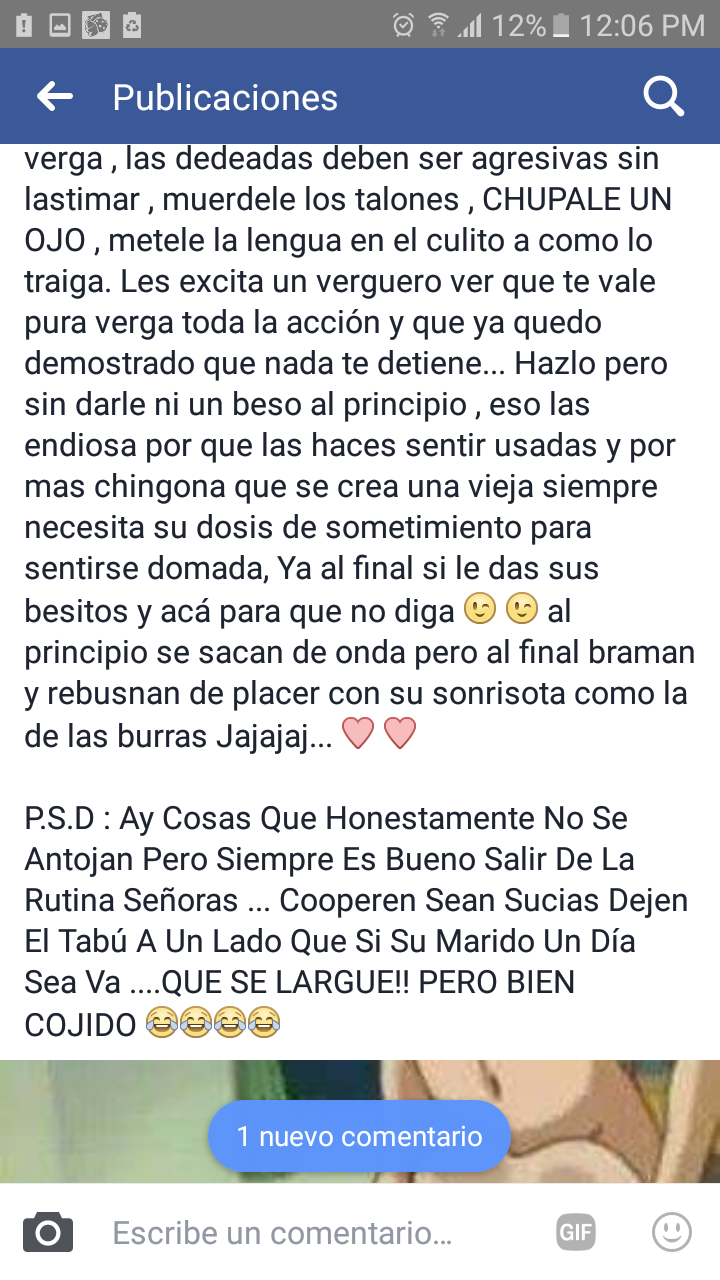 12% 12:06 PM
Publicaciones
verga , las dedeadas deben ser agresivas sin
lastimar , muerdele los talones , CHUPALE UN
OJO , metele la lengua en el culito a como lo
traiga. Les excita un verguero ver que te vale
pura verga toda la acción y que ya quedo
demostrado que nada te detiene... Hazlo pero
sin darle ni un beso al principio , eso las
endiosa por que las haces sentir usadas y por
mas chingona que se crea una vieja siempre
necesita su dosis de sometimiento para
sentirse domada, Ya al final si le das sus
besitos y acá para que no diga 😉 😉 al
principio se sacan de onda pero al final braman
y rebusnan de placer con su sonrisota como la
de las burras Jajajaj... ♥ ♥
P.S.D : Ay Cosas Que Honestamente No Se
Antojan Pero Siempre Es Bueno Salir De La
Rutina Señoras ... Cooperen Sean Sucias Dejen
El Tabú A Un Lado Que Si Su Marido Un Día
Sea Va ....QUE SE LARGUE!! PERO BIEN
COJIDO 😂😂😂😂
1 nuevo comentario
Escribe un comentario... GIF